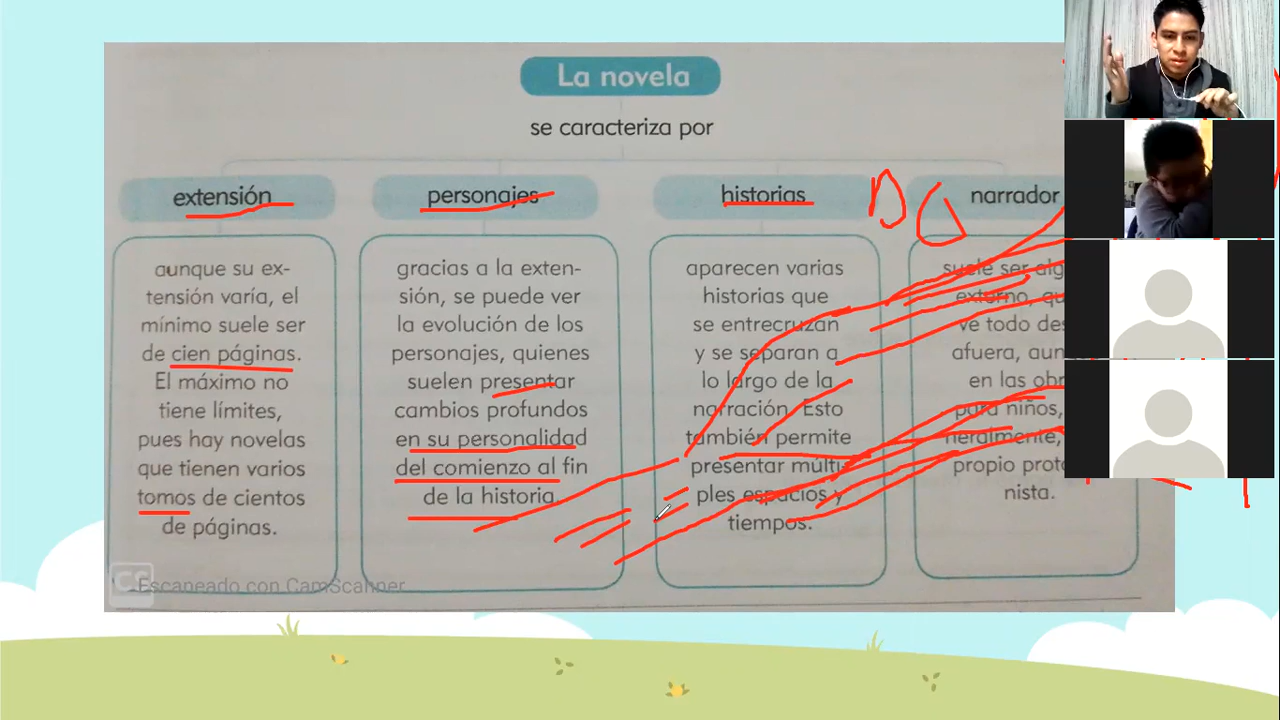 La novela
se caracteriza por
extensión
aunque su ex-
tensión varía, el
mínimo suele ser
de cien páginas.
El máximo no
tiene límites,
pues hay novelas
que tienen varios
tomos de cientos
de páginas.
personajes
gracias a la exten-
sión, se puede ver
la evolución de los
personajes, quienes
suelen presentar
cambios profundos
en su personalidad
del comienzo al fin
de la historia.
historias
aparecen varias
historias que
se entrecruzan
y se separan a
lo largo de la
narración. Esto
también permite
presentar múlti-
ples espacios y
tiempos.
narrador
suele ser
externo,
ve todo
afuera,
en las
para niños,
propio
nista.
CS
Escaneado con CamScanner